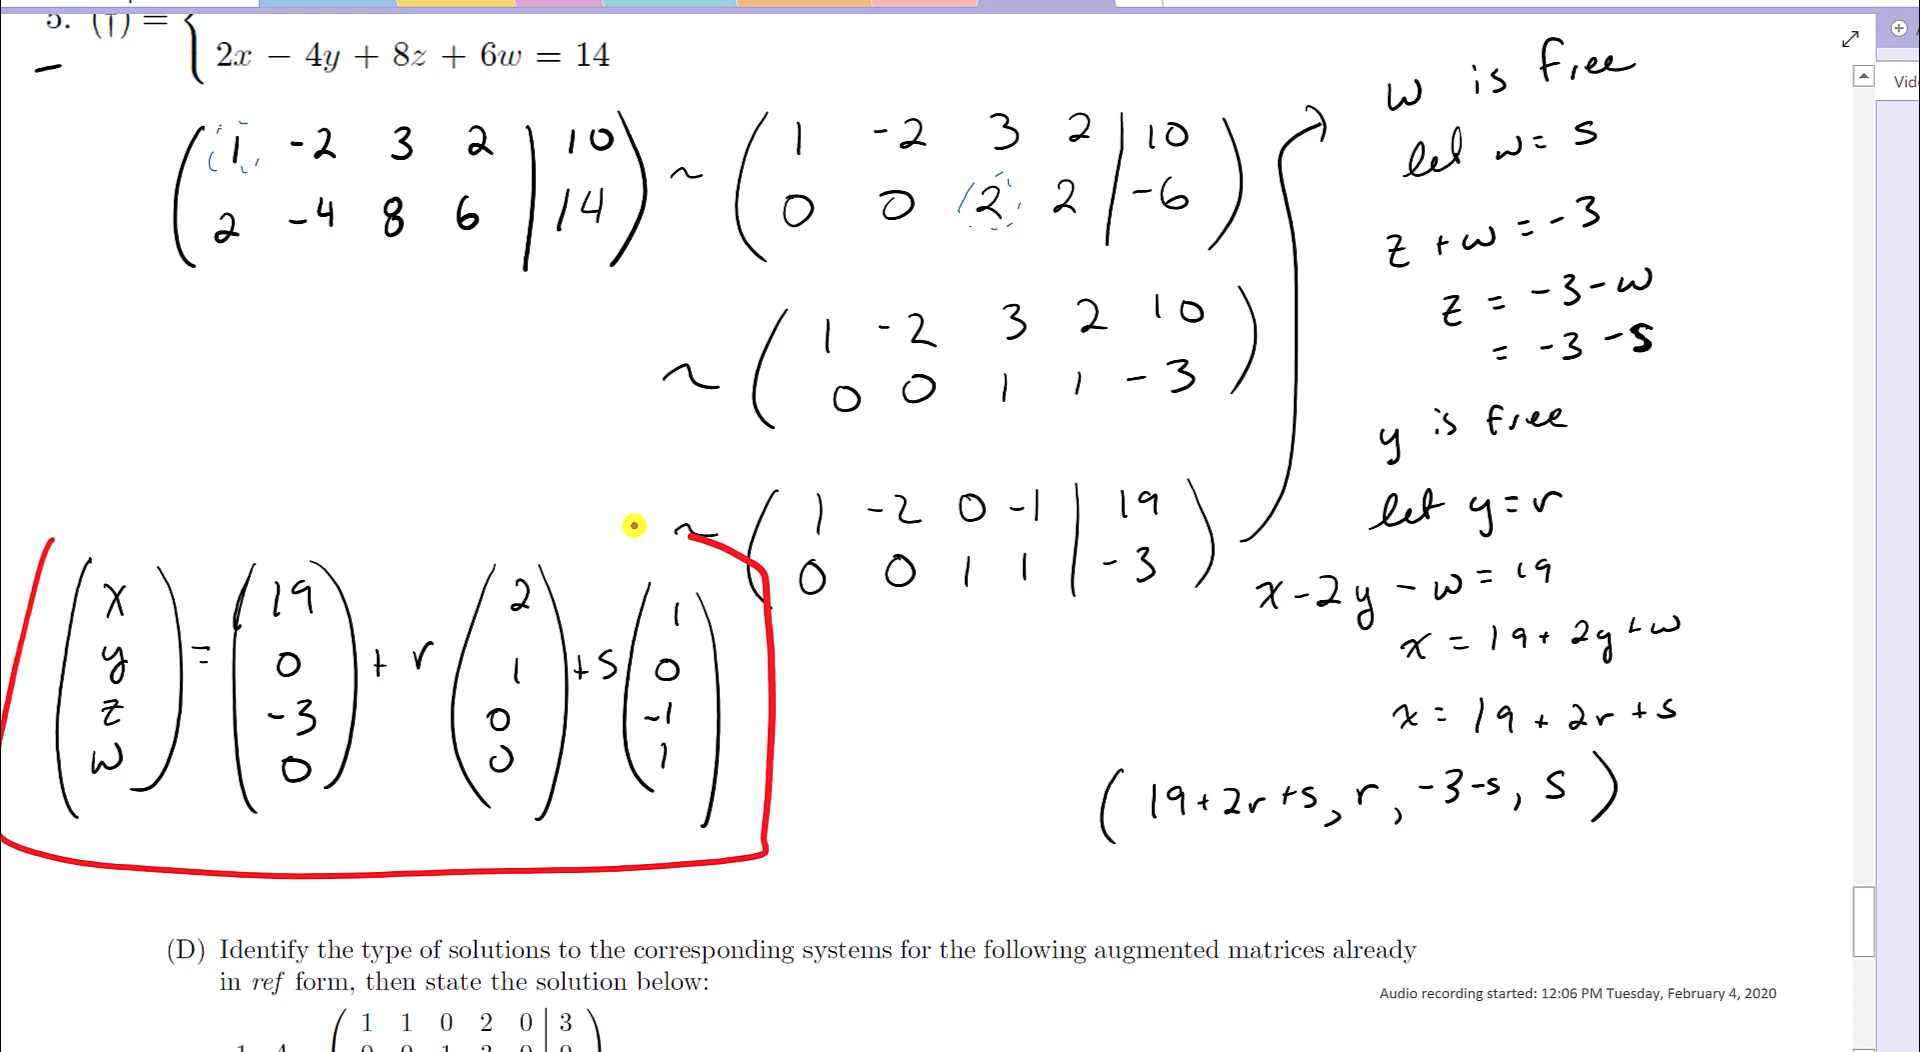 5. (†) =
2x − 4y + 8z + 6w = 14
1 -2 3 2 | 10
2 -4 8 6 | 14
~
1 -2 3 2 | 10
0 0 2 2 | -6
~
1 -2 3 2 10
0 0 1 1 -3
~
1 -2 0 -1 | 19
0 0 1 1 | -3
w is free
let w = s
z + w = -3
z = -3 - w
= -3 - s
y is free
let y = r
x - 2y - w = 19
x = 19 + 2y + w
x = 19 + 2r + s
(19 + 2r + s, r, -3 - s, s)
(x y z w) = (19 0 -3 0) + r (2 1 0 0) + s (1 0 -1 1)
(D) Identify the type of solutions to the corresponding systems for the following augmented matrices already
in ref form, then state the solution below:
1 1 0 2 0 | 3
Audio recording started: 12:06 PM Tuesday, February 4, 2020
Vid